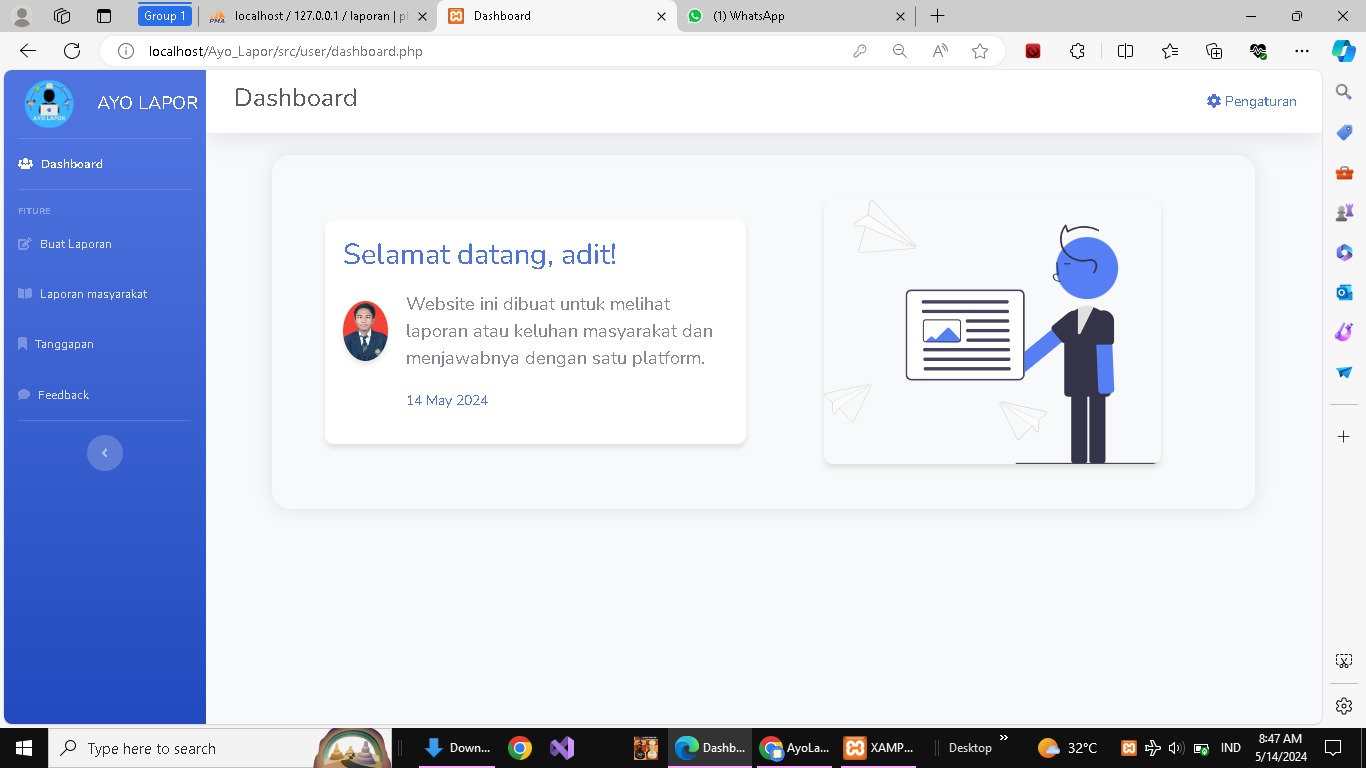 Group 1
localhost / 127.0.0.1 / laporan | ph
Dashboard
(1) WhatsApp
localhost/Ayo_Lapor/src/user/dashboard.php
AYO LAPOR
AYO LAPOR
Dashboard
Pengaturan
Dashboard
FITURE
Buat Laporan
Laporan masyarakat
Tanggapan
Feedback
Selamat datang, adit!
Website ini dibuat untuk melihat
laporan atau keluhan masyarakat dan
menjawabnya dengan satu platform.
14 May 2024
Type here to search
Down...
Dashb...
AyoLa...
XAMP...
Desktop
32°C
IND
8:47 AM
5/14/2024